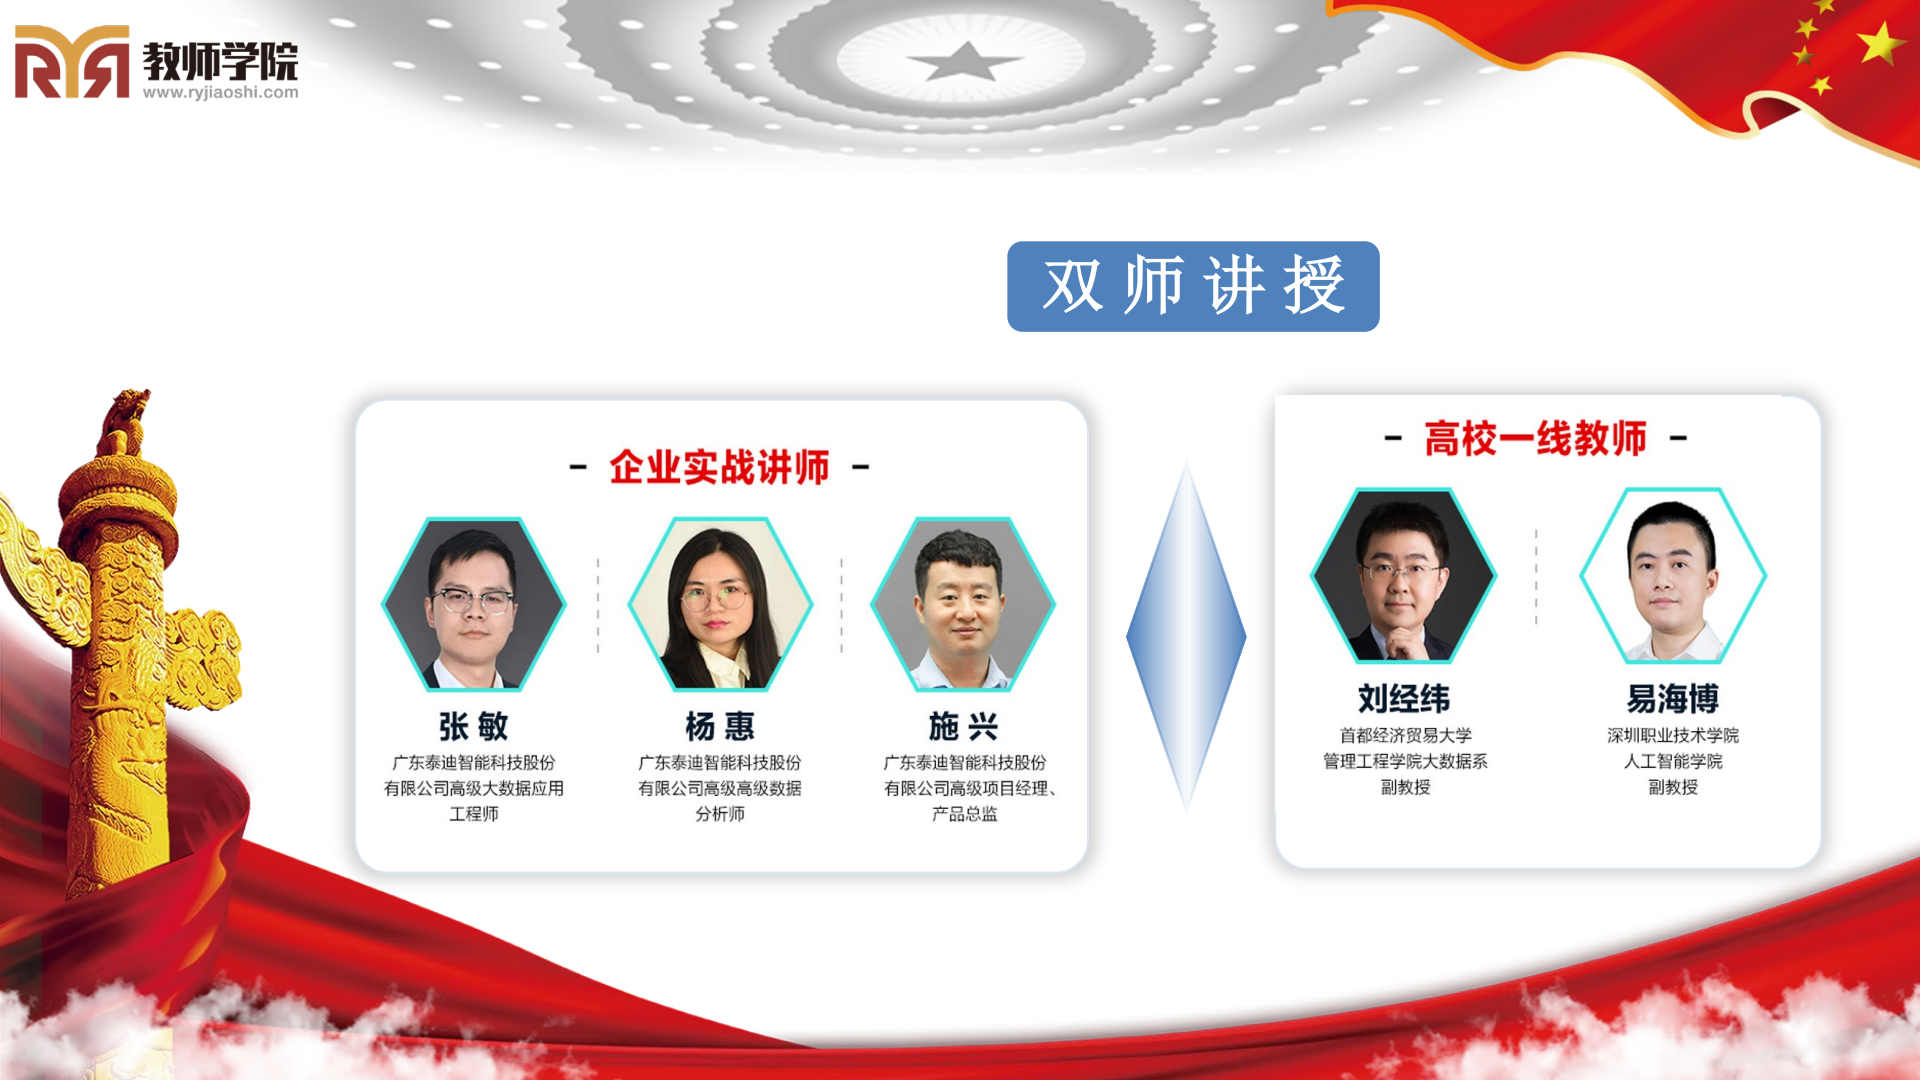 RYR 教师学院
www.ryjiaoshi.com
双师讲授
- 企业实战讲师 -
张敏
广东泰迪智能科技股份
有限公司高级大数据应用
工程师
杨惠
广东泰迪智能科技股份
有限公司高级高级数据
分析师
施兴
广东泰迪智能科技股份
有限公司高级项目经理、
产品总监
- 高校一线教师 -
刘经纬
首都经济贸易大学
管理工程学院大数据系
副教授
易海博
深圳职业技术学院
人工智能学院
副教授